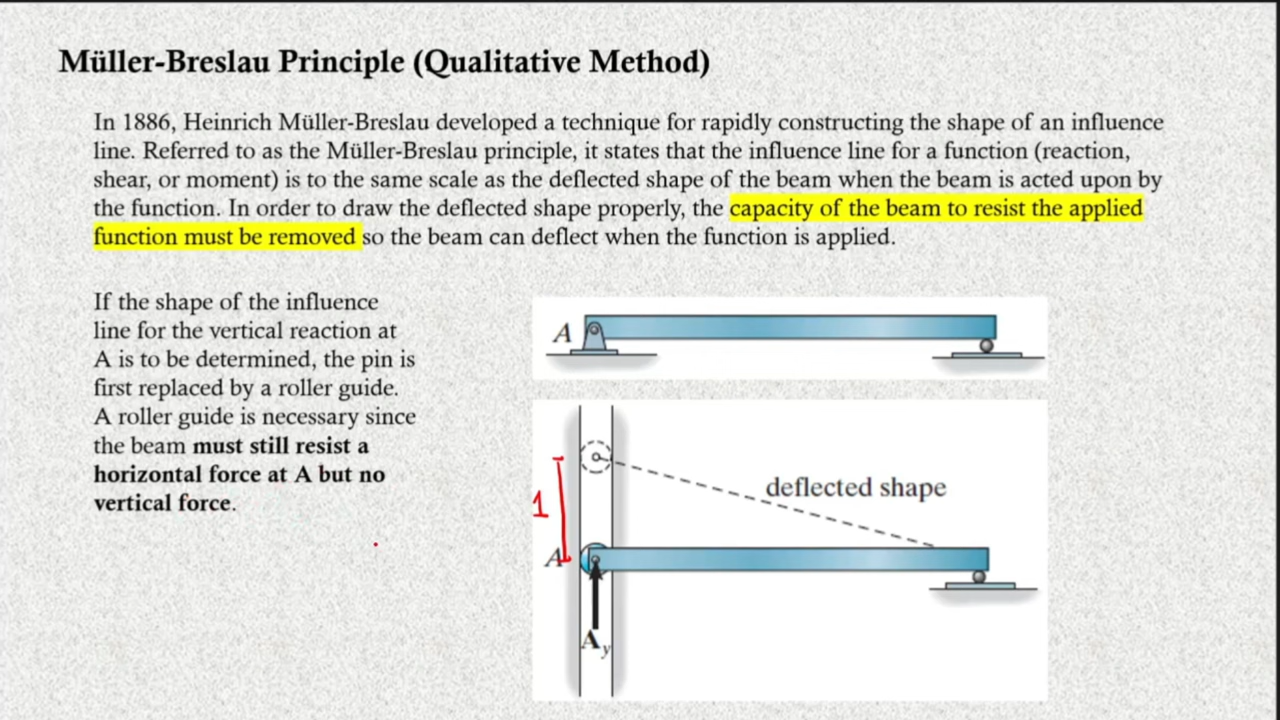 Müller-Breslau Principle (Qualitative Method)
In 1886, Heinrich Müller-Breslau developed a technique for rapidly constructing the shape of an influence
line. Referred to as the Müller-Breslau principle, it states that the influence line for a function (reaction,
shear, or moment) is to the same scale as the deflected shape of the beam when the beam is acted upon by
the function. In order to draw the deflected shape properly, the capacity of the beam to resist the applied
function must be removed so the beam can deflect when the function is applied.
If the shape of the influence
line for the vertical reaction at
A is to be determined, the pin is
first replaced by a roller guide.
A roller guide is necessary since
the beam must still resist a
horizontal force at A but no
vertical force.
A
1
deflected shape
A
Ay